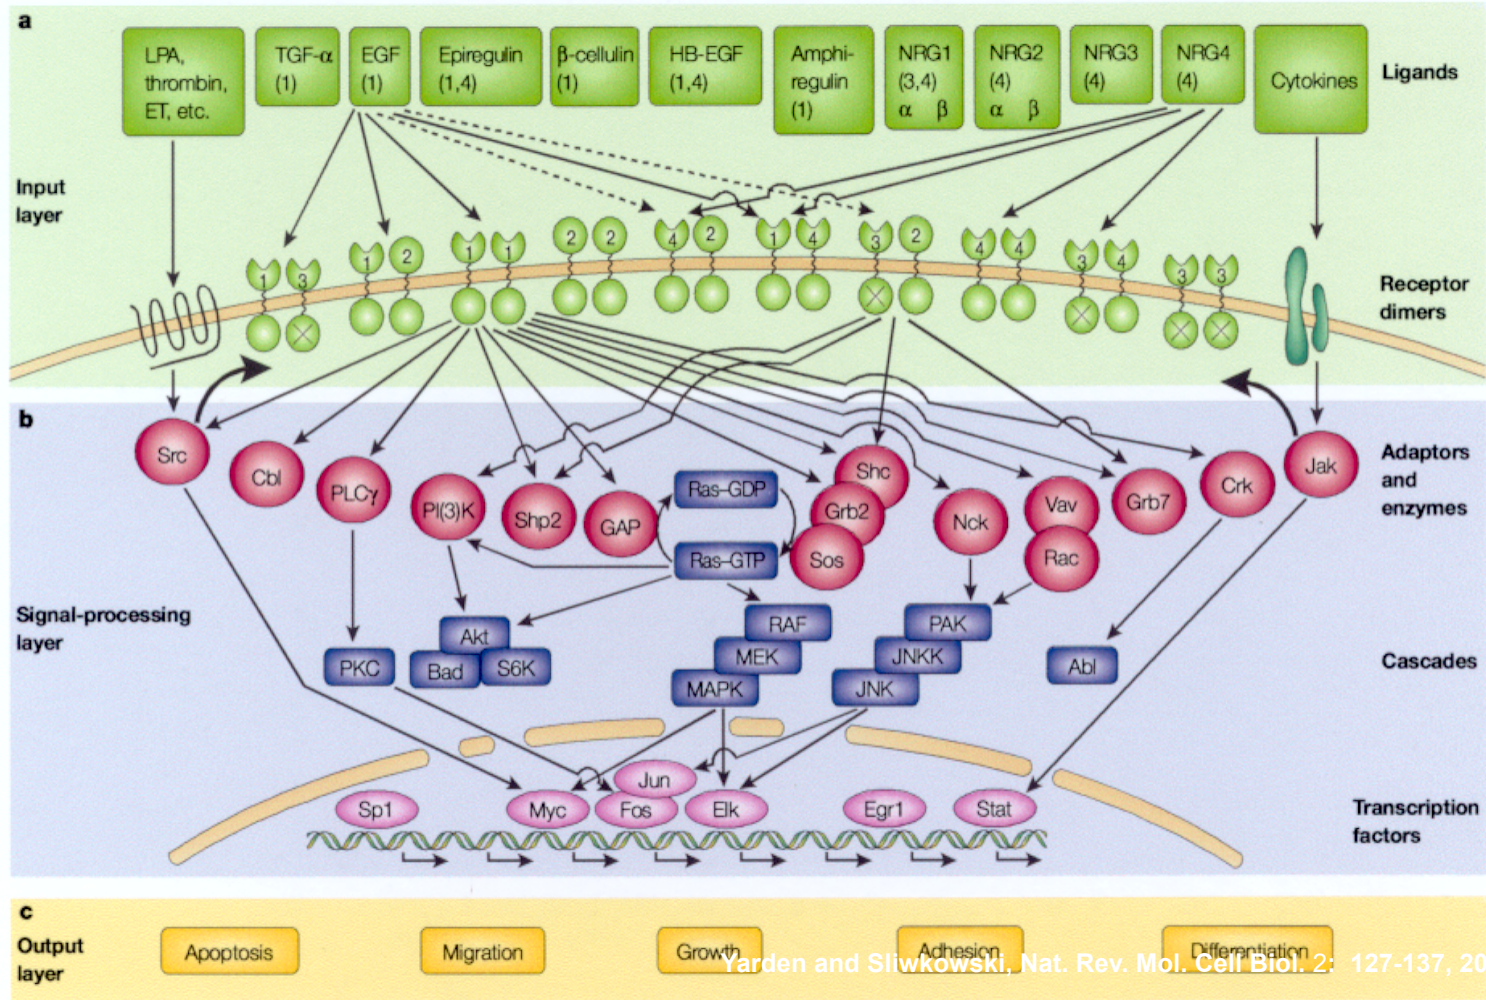 a
LPA,
thrombin,
ET, etc.
TGF-α
(1)
EGF
(1)
Epiregulin
(1,4)
β-cellulin
(1)
HB-EGF
(1,4)
Amphi-
regulin
(1)
NRG1
(3,4)
α β
NRG2
(4)
α β
NRG3
(4)
NRG4
(4)
Cytokines
Ligands
Input
layer
1 3
1 2
1 1
2 2
4 2
1 4
3 2
4 4
3 4
3 3
Receptor
dimers
b
Src
Cbl
PLCγ
PI(3)K
Shp2
GAP
Ras–GDP
Ras–GTP
Shc
Grb2
Sos
Nck
Vav
Rac
Grb7
Crk
Jak
Adaptors
and
enzymes
Signal-processing
layer
PKC
Akt
Bad
S6K
RAF
MEK
MAPK
PAK
JNKK
JNK
Abl
Cascades
Sp1
Myc
Jun
Fos
Elk
Egr1
Stat
Transcription
factors
c
Output
layer
Apoptosis
Migration
Growth
Adhesion
Differentiation
Yarden and Sliwkowski, Nat. Rev. Mol. Cell Biol. 2: 127-137, 20